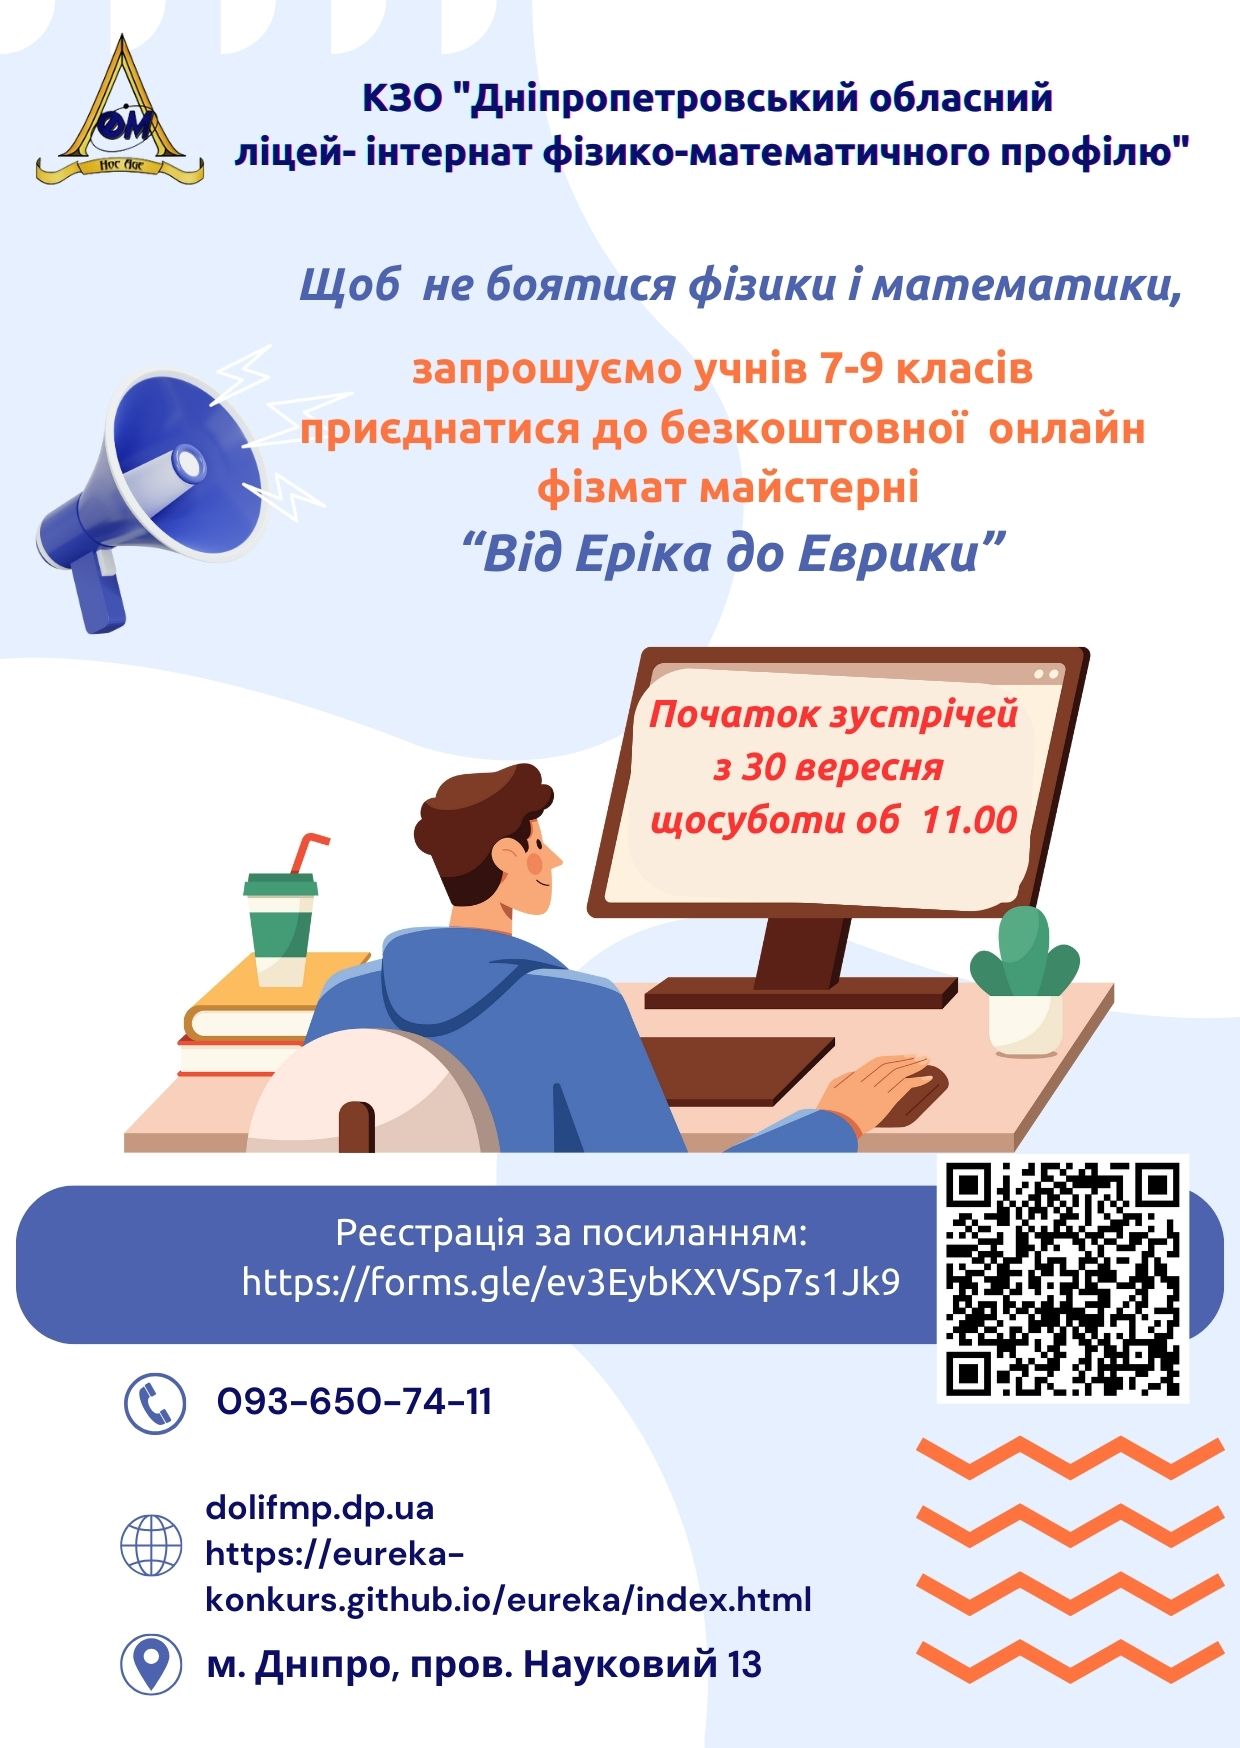 ФМ
Hoc Age
КЗО "Дніпропетровський обласний
ліцей- інтернат фізико-математичного профілю"
Щоб не боятися фізики і математики,
запрошуємо учнів 7-9 класів
приєднатися до безкоштовної онлайн
фізмат майстерні
“Від Еріка до Еврики”
Початок зустрічей
з 30 вересня
щосуботи об 11.00
Реєстрація за посиланням:
https://forms.gle/ev3EybKXVSp7s1Jk9
093-650-74-11
dolifmp.dp.ua
https://eureka-
konkurs.github.io/eureka/index.html
м. Дніпро, пров. Науковий 13